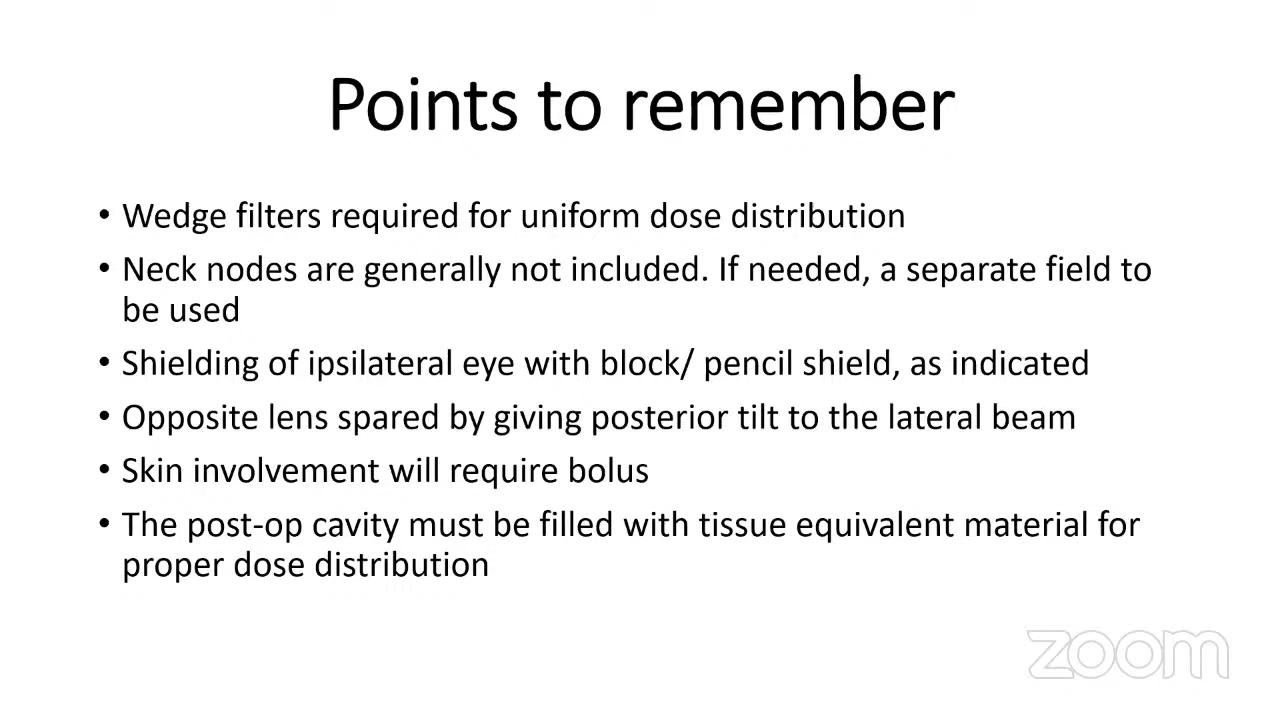 Points to remember
• Wedge filters required for uniform dose distribution
• Neck nodes are generally not included. If needed, a separate field to
be used
• Shielding of ipsilateral eye with block/ pencil shield, as indicated
• Opposite lens spared by giving posterior tilt to the lateral beam
• Skin involvement will require bolus
• The post-op cavity must be filled with tissue equivalent material for
proper dose distribution
zoom